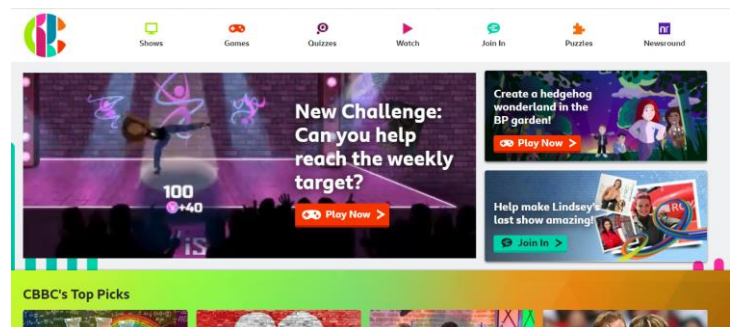 Shows
Games
Quizzes
Watch
Join In
Puzzles
nr
Newsround
New Challenge:
Can you help
reach the weekly
target?
Play Now >
100
+40
Create a hedgehog
wonderland in the
BP garden!
Play Now >
Help make Lindsey's
last show amazing!
Join In >
CBBC's Top Picks